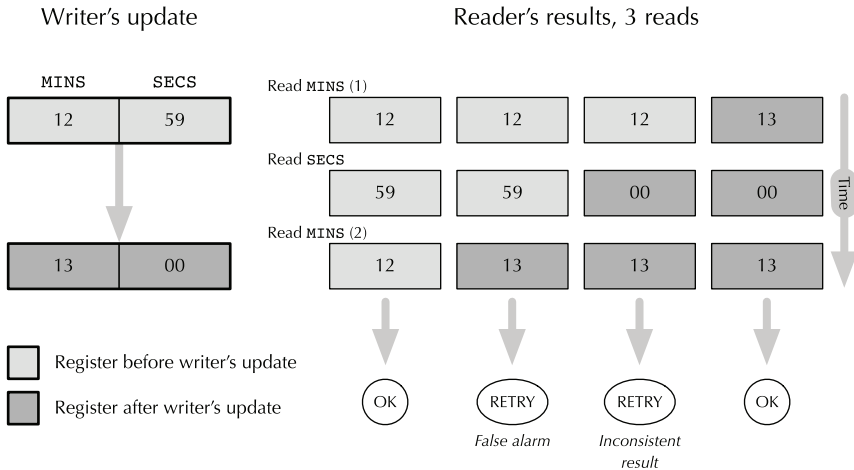 Writer's update
Reader's results, 3 reads
MINS SECS
Read MINS (1)
12 59
12 12 12 13
Read SECS
59 59 00 00
Time
Read MINS (2)
13 00
12 13 13 13
Register before writer's update
Register after writer's update
OK RETRY RETRY OK
False alarm
Inconsistent
result